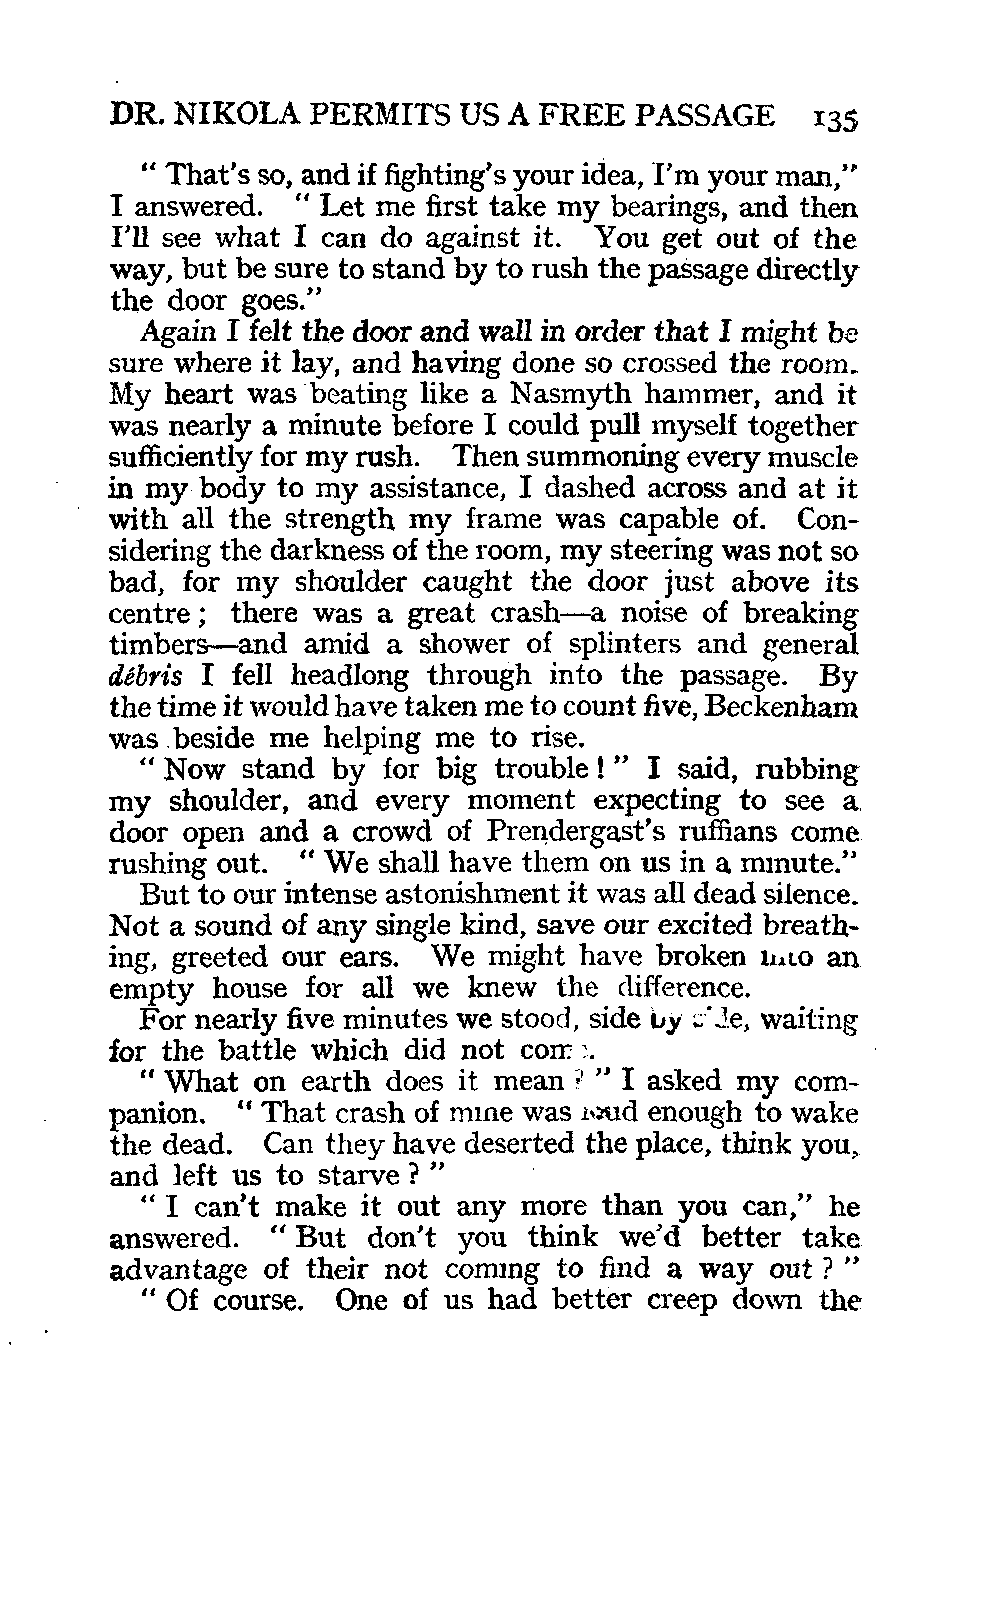 DR. NIKOLA PERMITS US A FREE PASSAGE 135
" That's so, and if fighting's your idea, I'm your man,"
I answered. " Let me first take my bearings, and then
I'll see what I can do against it. You get out of the
way, but be sure to stand by to rush the passage directly
the door goes."
Again I felt the door and wall in order that I might be
sure where it lay, and having done so crossed the room.
My heart was beating like a Nasmyth hammer, and it
was nearly a minute before I could pull myself together
sufficiently for my rush. Then summoning every muscle
in my body to my assistance, I dashed across and at it
with all the strength my frame was capable of. Con-
sidering the darkness of the room, my steering was not so
bad, for my shoulder caught the door just above its
centre ; there was a great crash—a noise of breaking
timbers—and amid a shower of splinters and general
débris I fell headlong through into the passage. By
the time it would have taken me to count five, Beckenham
was beside me helping me to rise.
" Now stand by for big trouble ! " I said, rubbing
my shoulder, and every moment expecting to see a
door open and a crowd of Prendergast's ruffians come
rushing out. " We shall have them on us in a minute."
But to our intense astonishment it was all dead silence.
Not a sound of any single kind, save our excited breath-
ing, greeted our ears. We might have broken into an
empty house for all we knew the difference.
For nearly five minutes we stood, side by side, waiting
for the battle which did not come.
" What on earth does it mean ? " I asked my com-
panion. " That crash of mine was loud enough to wake
the dead. Can they have deserted the place, think you,
and left us to starve ? "
" I can't make it out any more than you can," he
answered. " But don't you think we'd better take
advantage of their not coming to find a way out ? "
" Of course. One of us had better creep down the